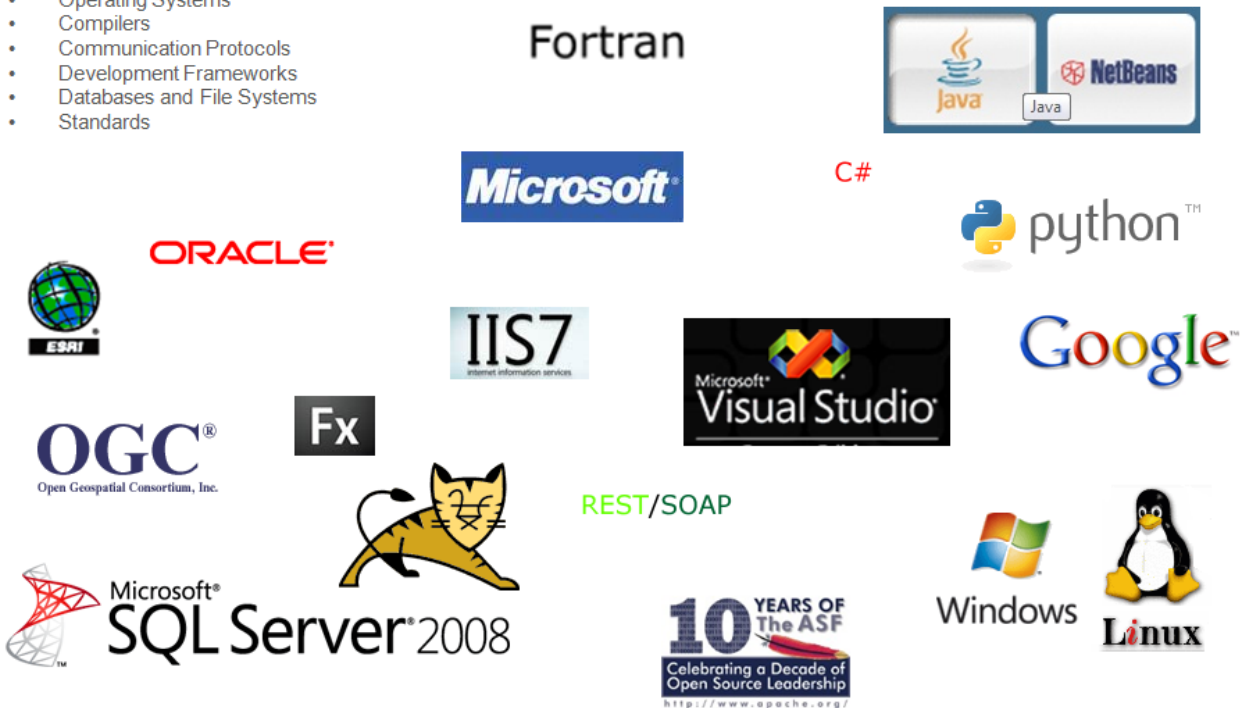 Operating Systems
• Compilers
• Communication Protocols
• Development Frameworks
• Databases and File Systems
• Standards
Fortran
Java
NetBeans
Java
Microsoft®
C#
python™
ORACLE®
ESRI
®
IIS7
internet information services
Microsoft®
Visual Studio®
Google™
Fx
OGC®
Open Geospatial Consortium, Inc.
REST/SOAP
Microsoft®
SQL Server®2008
™
10 YEARS OF
The ASF
Celebrating a Decade of
Open Source Leadership
http://www.apache.org/
Windows
Linux